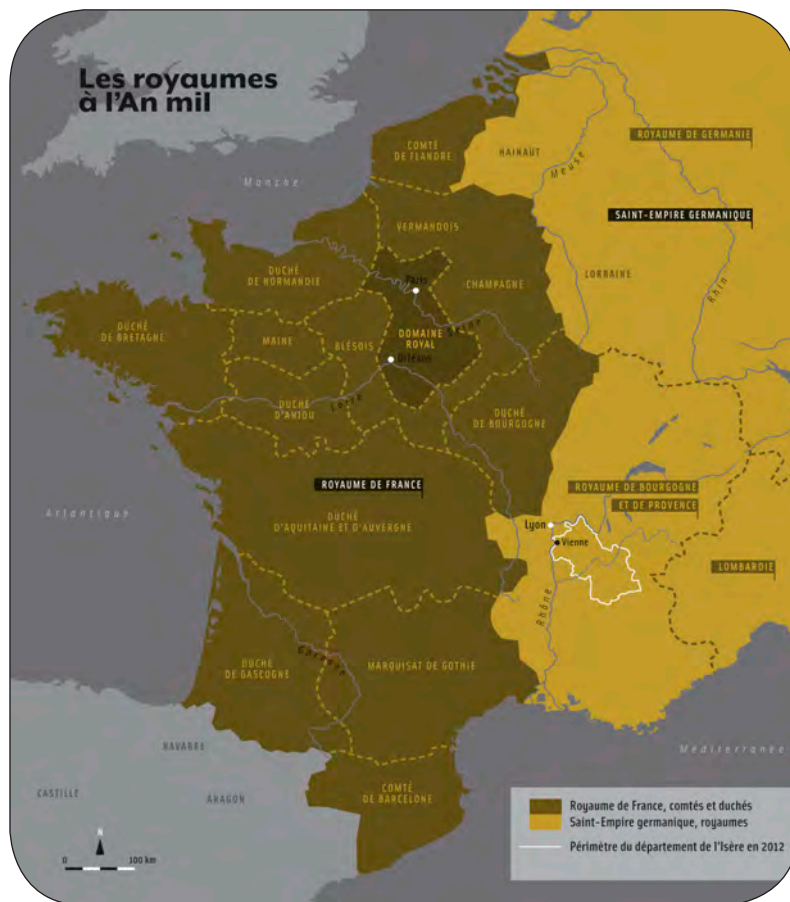 Les royaumes
à l'An mil
COMTÉ
DE FLANDRE
HAINAUT
Meuse
ROYAUME DE GERMANIE
Manche
SAINT-EMPIRE GERMANIQUE
VERMANDOIS
LORRAINE
Rhin
DUCHÉ
DE NORMANDIE
Paris
CHAMPAGNE
DUCHÉ
DE BRETAGNE
MAINE
BLÉSOIS
DOMAINE
ROYAL
Seine
Orléans
DUCHÉ
D'ANJOU
Loire
DUCHÉ
DE BOURGOGNE
ROYAUME DE FRANCE
ROYAUME DE BOURGOGNE
ET DE PROVENCE
Atlantique
DUCHÉ
D'AQUITAINE ET D'AUVERGNE
Lyon
Vienne
LOMBARDIE
Rhône
Garonne
DUCHÉ
DE GASCOGNE
MARQUISAT DE GOTHIE
NAVARRE
Méditerranée
CASTILLE
ARAGON
COMTÉ
DE BARCELONE
N
0 100 km
Royaume de France, comtés et duchés
Saint-Empire germanique, royaumes
Périmètre du département de l'Isère en 2012